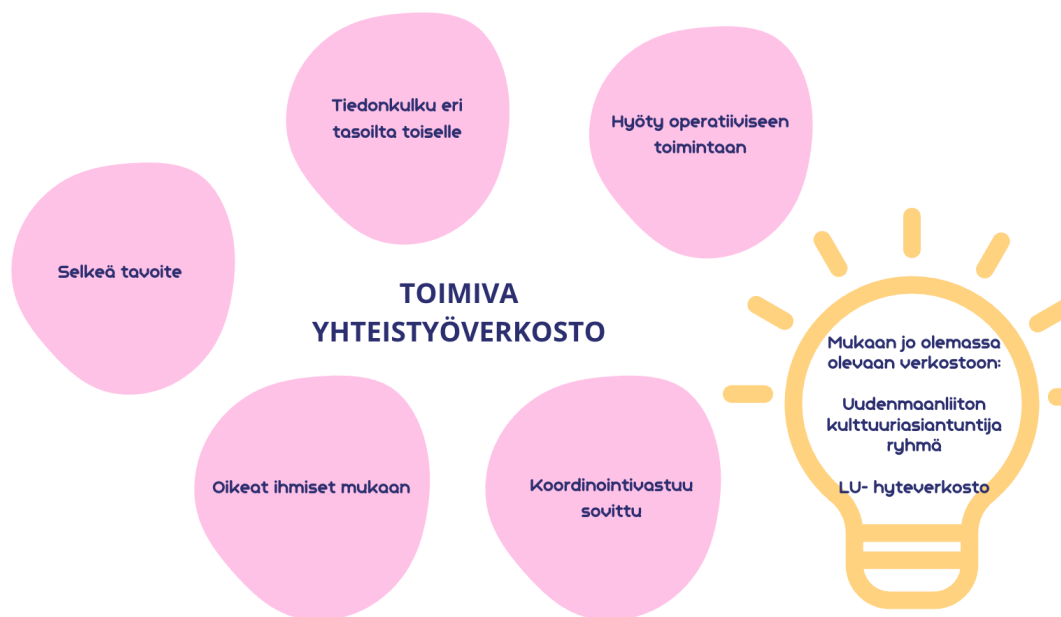 Tiedonkulku eri
tasoilta toiselle
Hyöty operatiiviseen
toimintaan
Selkeä tavoite
TOIMIVA
YHTEISTYÖVERKOSTO
Oikeat ihmiset mukaan
Koordinointivastuu
sovittu
Mukaan jo olemassa
olevaan verkostoon:
Uudenmaanliiton
kulttuuriasiantuntija
ryhmä
LU- hyteverkosto